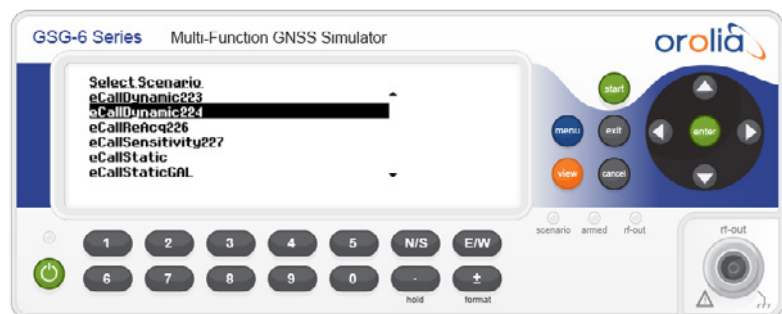 GSG-6 Series Multi-Function GNSS Simulator
orolia
Select Scenario
eCallDynamic223
eCallDynamic224
eCallReAcq226
eCallSensitivity227
eCallStatic
eCallStaticGAL
start
menu exit enter
view cancel
scenario armed rf-out
rf-out
1 2 3 4 5 N/S E/W
6 7 8 9 0 . ±
hold format